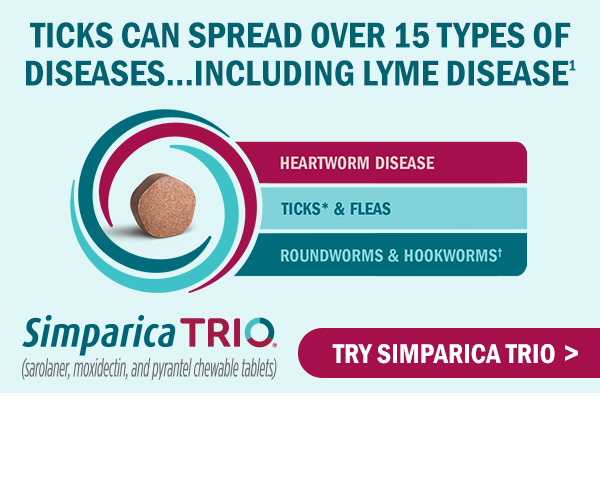 TICKS CAN SPREAD OVER 15 TYPES OF
DISEASES...INCLUDING LYME DISEASE¹
HEARTWORM DISEASE
TICKS* & FLEAS
ROUNDWORMS & HOOKWORMS†
Simparica TRIO®
(sarolaner, moxidectin, and pyrantel chewable tablets)
TRY SIMPARICA TRIO >